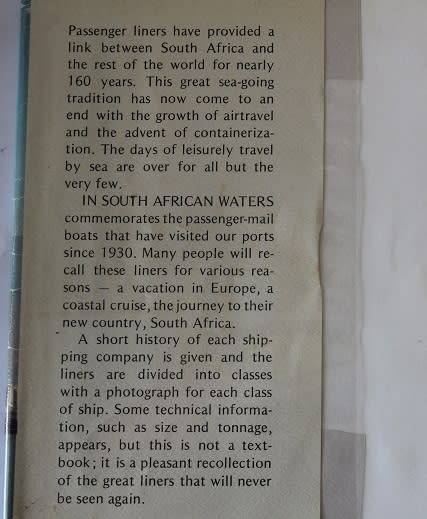 Passenger liners have provided a
link between South Africa and
the rest of the world for nearly
160 years. This great sea-going
tradition has now come to an
end with the growth of airtravel
and the advent of containeriza-
tion. The days of leisurely travel
by sea are over for all but the
very few.
IN SOUTH AFRICAN WATERS
commemorates the passenger-mail
boats that have visited our ports
since 1930. Many people will re-
call these liners for various rea-
sons — a vacation in Europe, a
coastal cruise, the journey to their
new country, South Africa.
A short history of each ship-
ping company is given and the
liners are divided into classes
with a photograph for each class
of ship. Some technical informa-
tion, such as size and tonnage,
appears, but this is not a text-
book; it is a pleasant recollection
of the great liners that will never
be seen again.